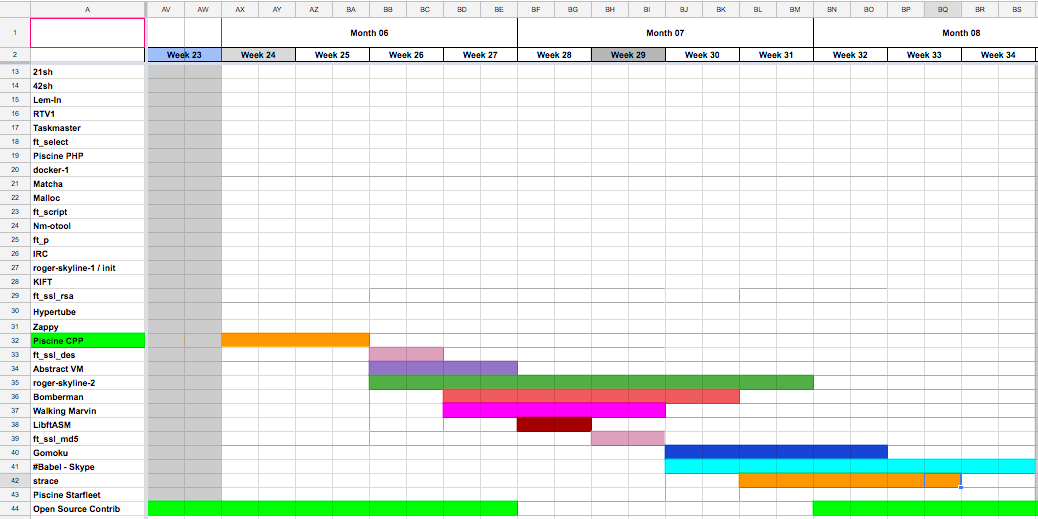 A AV AW AX AY AZ BA BB BC BD BE BF BG BH BI BJ BK BL BM BN BO BP BQ BR BS
1 Month 06 Month 07 Month 08
2 Week 23 Week 24 Week 25 Week 26 Week 27 Week 28 Week 29 Week 30 Week 31 Week 32 Week 33 Week 34
13 21sh
14 42sh
15 Lem-In
16 RTV1
17 Taskmaster
18 ft_select
19 Piscine PHP
20 docker-1
21 Matcha
22 Malloc
23 ft_script
24 Nm-otool
25 ft_p
26 IRC
27 roger-skyline-1 / init
28 KIFT
29 ft_ssl_rsa
30 Hypertube
31 Zappy
32 Piscine CPP
33 ft_ssl_des
34 Abstract VM
35 roger-skyline-2
36 Bomberman
37 Walking Marvin
38 LibftASM
39 ft_ssl_md5
40 Gomoku
41 #Babel - Skype
42 strace
43 Piscine Starfleet
44 Open Source Contrib